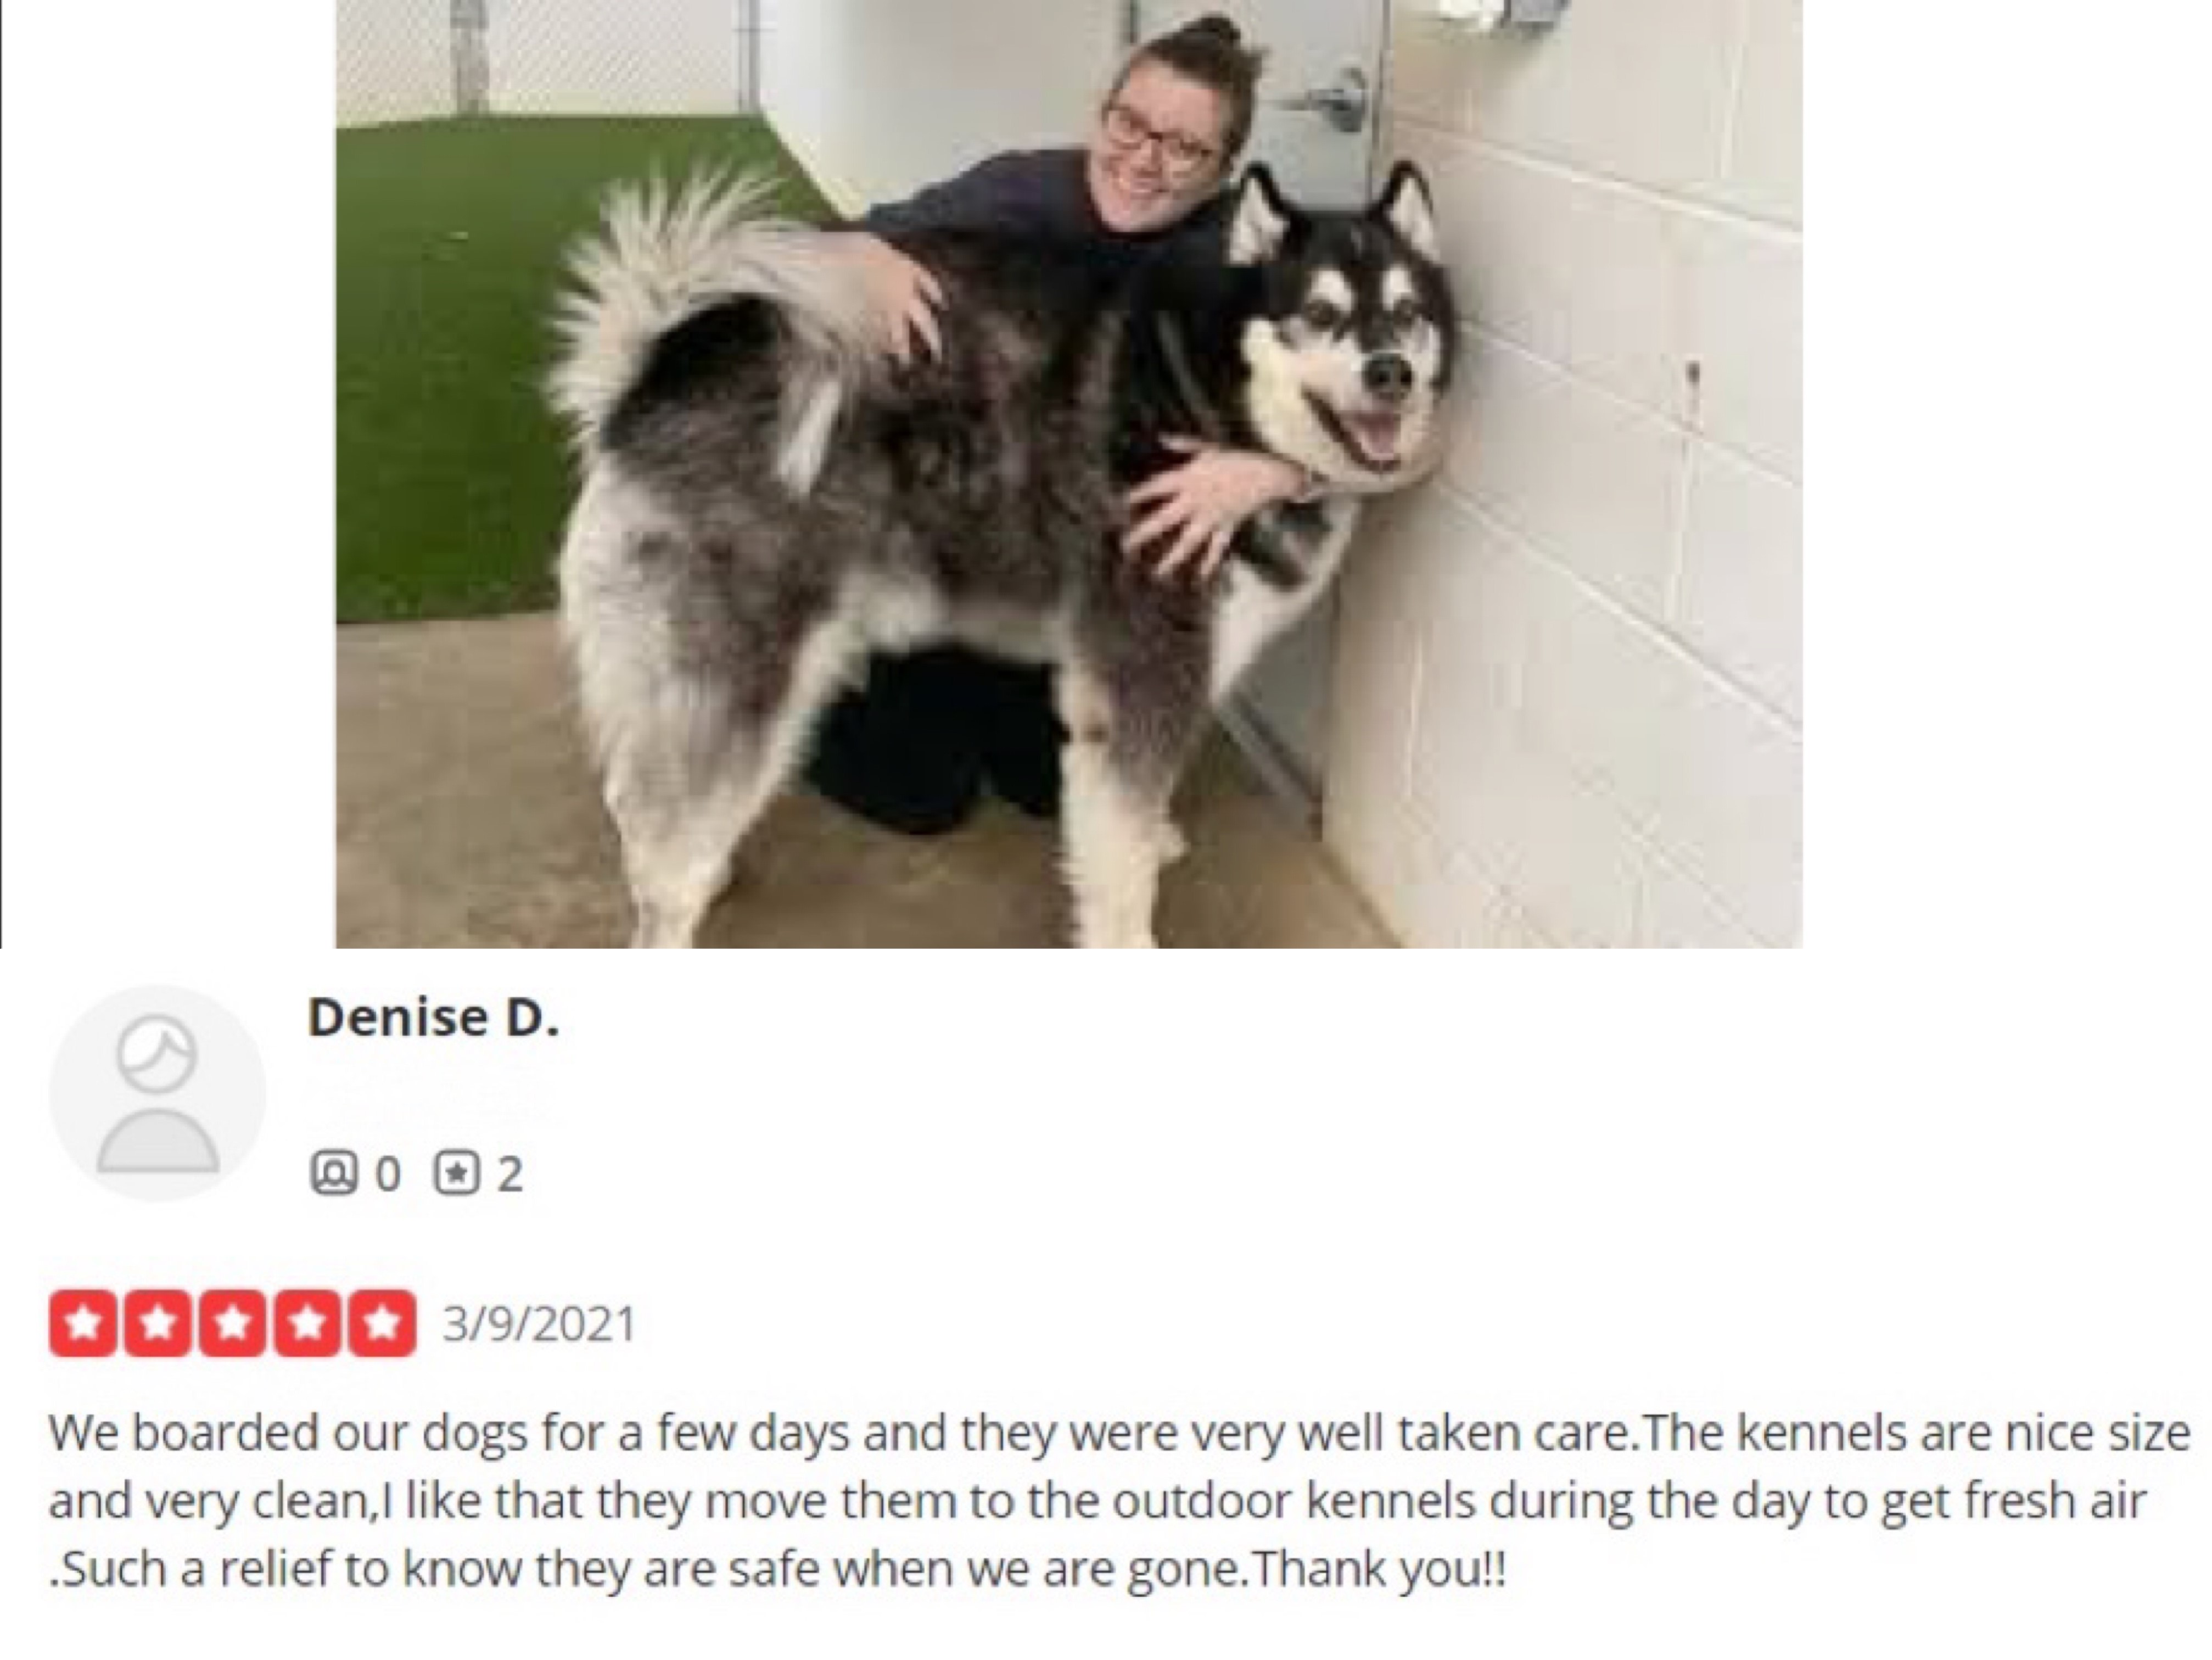 Denise D.
0 2
3/9/2021
We boarded our dogs for a few days and they were very well taken care.The kennels are nice size
and very clean,I like that they move them to the outdoor kennels during the day to get fresh air
.Such a relief to know they are safe when we are gone.Thank you!!